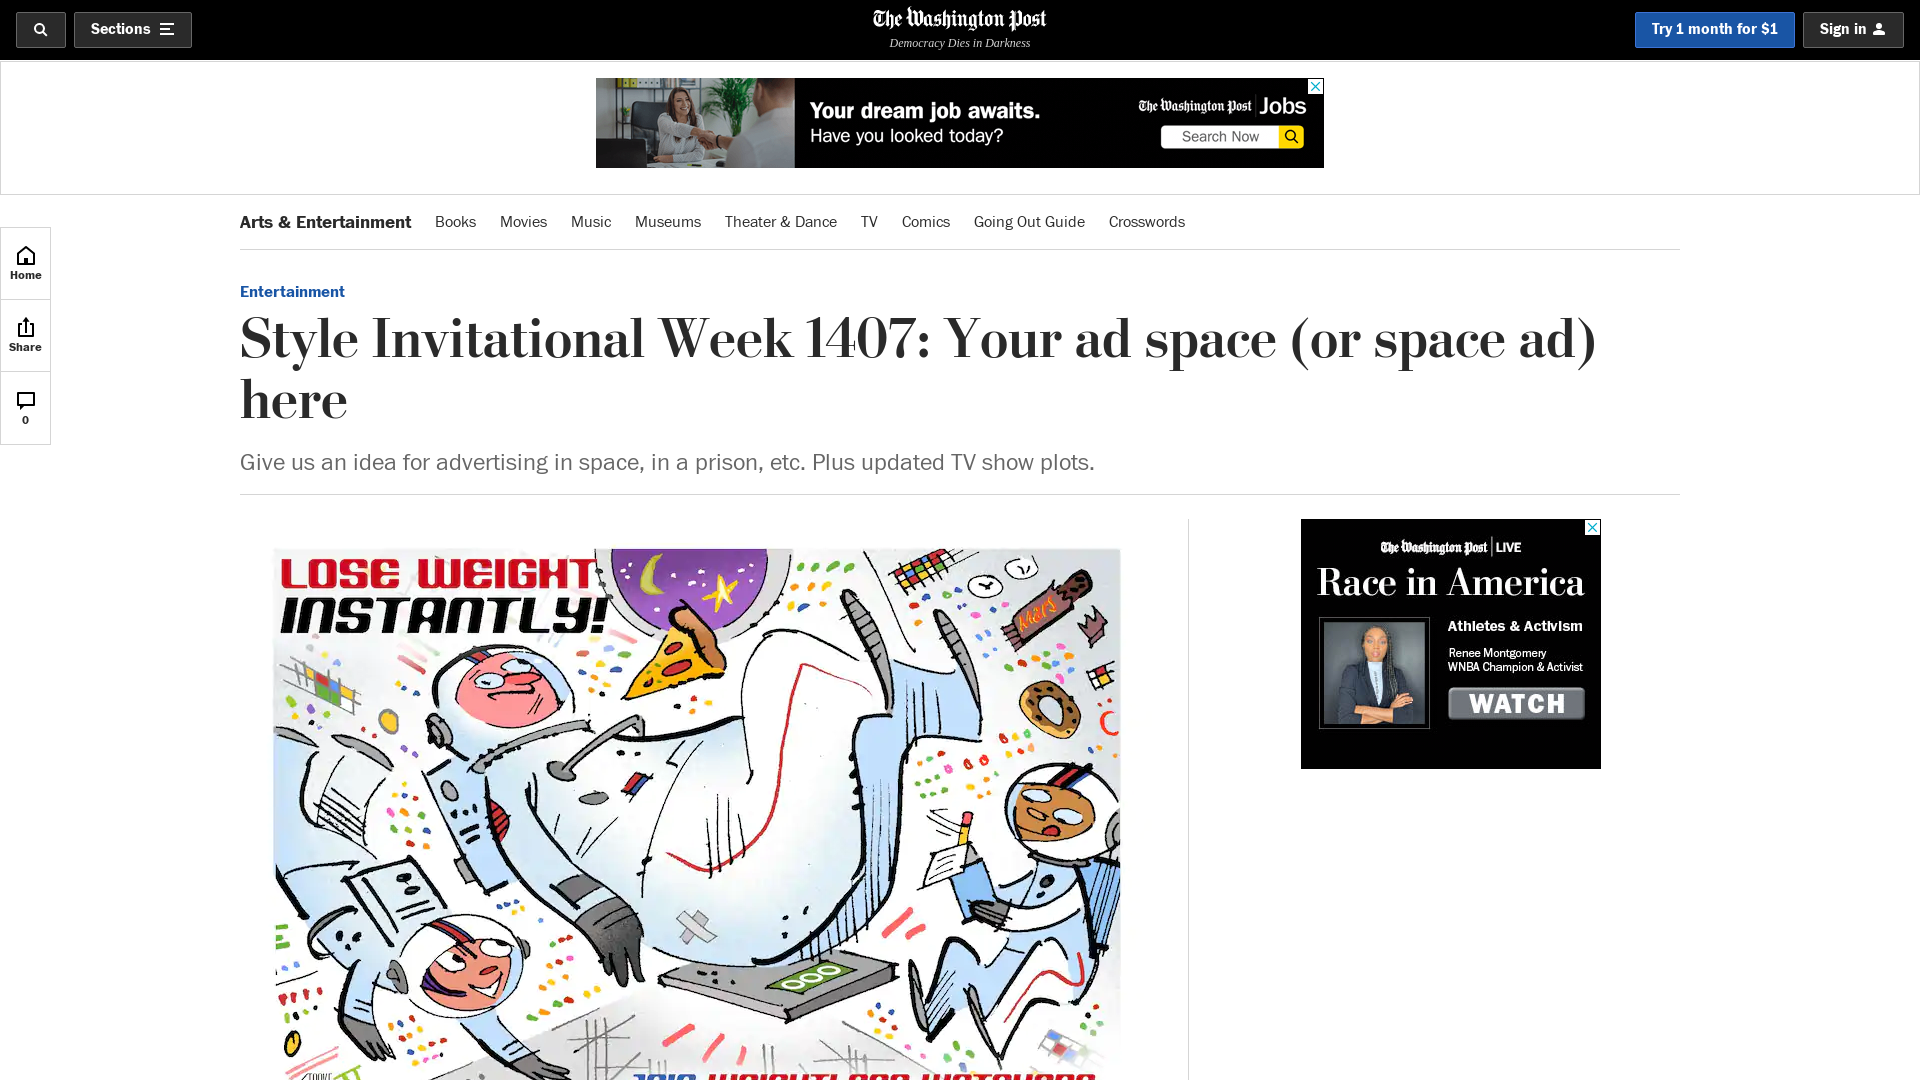 Sections
The Washington Post
Democracy Dies in Darkness
Try 1 month for $1
Sign in
Your dream job awaits.
Have you looked today?
The Washington Post Jobs
Search Now
Arts & Entertainment Books Movies Music Museums Theater & Dance TV Comics Going Out Guide Crosswords
Home
Share
0
Entertainment
Style Invitational Week 1407: Your ad space (or space ad)
here
Give us an idea for advertising in space, in a prison, etc. Plus updated TV show plots.
LOSE WEIGHT
INSTANTLY!
MARS
000
JOIN WEIGHTLESS WATCHERS
The Washington Post LIVE
Race in America
Athletes & Activism
Renee Montgomery
WNBA Champion & Activist
WATCH